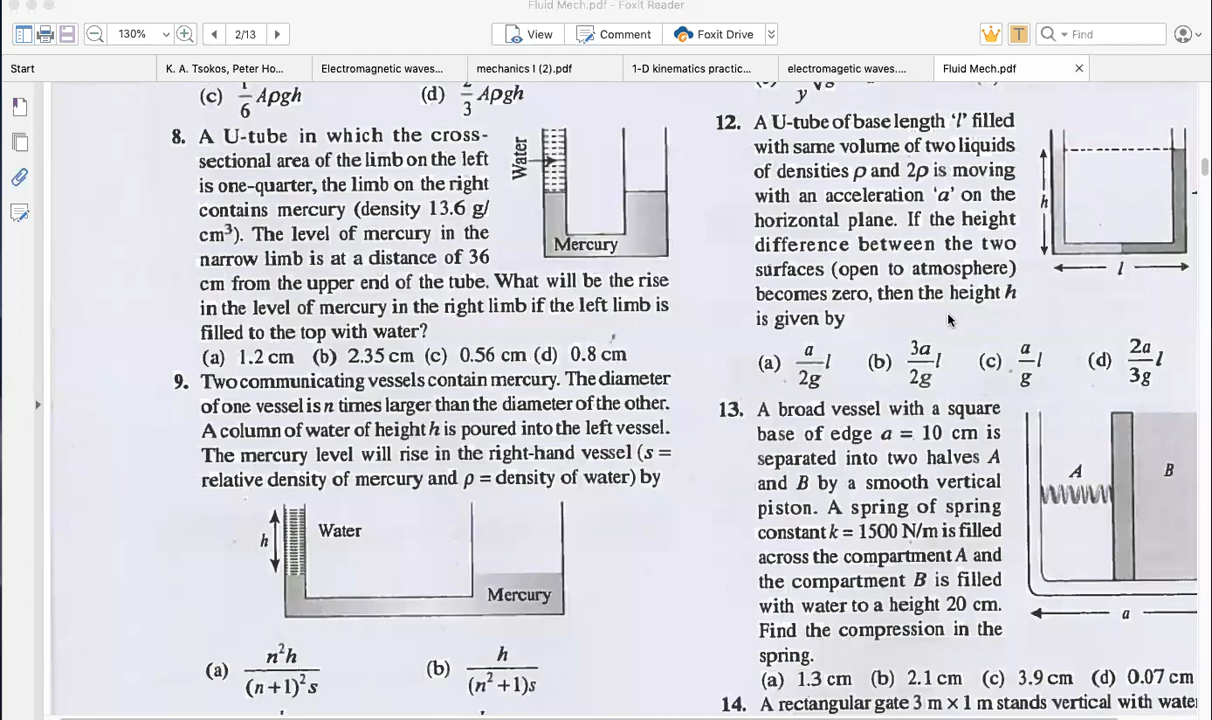 Fluid Mech.pdf - Foxit Reader
130%
2/13
View
Comment
Foxit Drive
T
Find
Start
K. A. Tsokos, Peter Ho...
Electromagnetic waves...
mechanics I (2).pdf
1-D kinematics practic...
electromagetic waves....
Fluid Mech.pdf
(c) 1/6 Aρgh (d) 2/3 Aρgh
8. A U-tube in which the cross-
sectional area of the limb on the left
is one-quarter, the limb on the right
contains mercury (density 13.6 g/
cm³). The level of mercury in the
narrow limb is at a distance of 36
cm from the upper end of the tube. What will be the rise
in the level of mercury in the right limb if the left limb is
filled to the top with water?
(a) 1.2 cm (b) 2.35 cm (c) 0.56 cm (d) 0.8 cm
Water
Mercury
9. Two communicating vessels contain mercury. The diameter
of one vessel is n times larger than the diameter of the other.
A column of water of height h is poured into the left vessel.
The mercury level will rise in the right-hand vessel (s =
relative density of mercury and ρ = density of water) by
h
Water
Mercury
(a) n²h/(n+1)²s (b) h/(n²+1)s
y
12. A U-tube of base length 'l' filled
with same volume of two liquids
of densities ρ and 2ρ is moving
with an acceleration 'a' on the
horizontal plane. If the height
difference between the two
surfaces (open to atmosphere)
becomes zero, then the height h
is given by
h
l
(a) a/2g l (b) 3a/2g l (c) a/g l (d) 2a/3g l
13. A broad vessel with a square
base of edge a = 10 cm is
separated into two halves A
and B by a smooth vertical
piston. A spring of spring
constant k = 1500 N/m is filled
across the compartment A and
the compartment B is filled
with water to a height 20 cm.
Find the compression in the
spring.
A
B
a
(a) 1.3 cm (b) 2.1 cm (c) 3.9 cm (d) 0.07 cm
14. A rectangular gate 3 m × 1 m stands vertical with wate